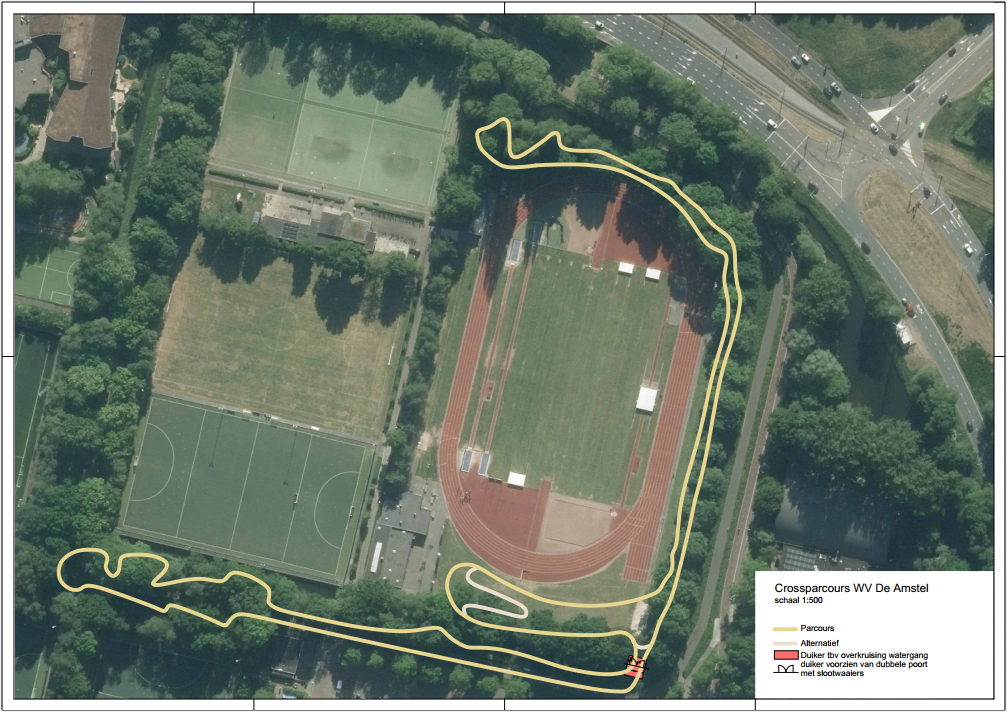 Crossparcours WV De Amstel
schaal 1:500
Parcours
Alternatief
Duiker tbv overkruising watergang
duiker voorzien van dubbele poort
met slootwaaiers